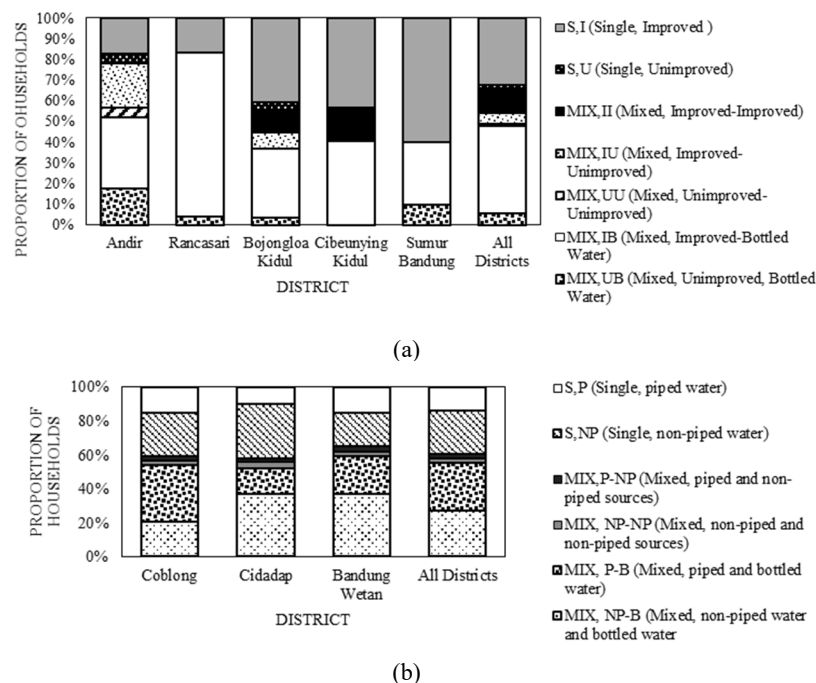 100%
90%
80%
70%
60%
50%
40%
30%
20%
10%
0%
PROPORTION OF OHUSEHOLDS
Andir
Rancasari
Bojongloa
Kidul
Cibeunying
Kidul
Sumur
Bandung
All
Districts
DISTRICT
S,I (Single, Improved )
S,U (Single, Unimproved)
MIX,II (Mixed, Improved-Improved)
MIX,IU (Mixed, Improved-
Unimproved)
MIX,UU (Mixed, Unimproved-
Unimproved)
MIX,IB (Mixed, Improved-Bottled
Water)
MIX,UB (Mixed, Unimproved, Bottled
Water)
(a)
100%
80%
60%
40%
20%
0%
PROPORTION OF
HOUSEHOLDS
Coblong
Cidadap
Bandung
Wetan
All Districts
DISTRICT
S,P (Single, piped water)
S,NP (Single, non-piped water)
MIX,P-NP (Mixed, piped and non-
piped sources)
MIX, NP-NP (Mixed, non-piped and
non-piped sources)
MIX, P-B (Mixed, piped and bottled
water)
MIX, NP-B (Mixed, non-piped water
and bottled water
(b)